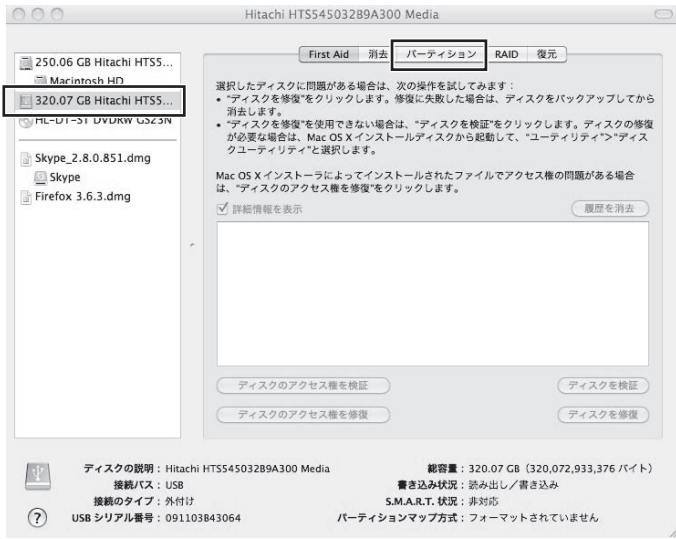 Hitachi HTS545032B9A300 Media
250.06 GB Hitachi HTS5...
Macintosh HD
320.07 GB Hitachi HTS5...
HL-DT-ST DVDRW GS23N
Skype_2.8.0.851.dmg
Skype
Firefox 3.6.3.dmg
First Aid 消去 パーティション RAID 復元
選択したディスクに問題がある場合は、次の操作を試してみます：
• “ディスクを修復”をクリックします。修復に失敗した場合は、ディスクをバックアップしてから
消去します。
• “ディスクを修復”を使用できない場合は、“ディスクを検証”をクリックします。ディスクの修復
が必要な場合は、Mac OS X インストールディスクから起動して、“ユーティリティ”>“ディス
クユーティリティ”と選択します。
Mac OS X インストーラによってインストールされたファイルでアクセス権の問題がある場合
は、“ディスクのアクセス権を修復”をクリックします。
詳細情報を表示
履歴を消去
ディスクのアクセス権を検証
ディスクを検証
ディスクのアクセス権を修復
ディスクを修復
ディスクの説明：Hitachi HTS545032B9A300 Media
接続バス：USB
接続のタイプ：外付け
USB シリアル番号：091103B43064
総容量：320.07 GB（320,072,933,376 バイト）
書き込み状況：読み出し／書き込み
S.M.A.R.T. 状況：非対応
パーティションマップ方式：フォーマットされていません
?